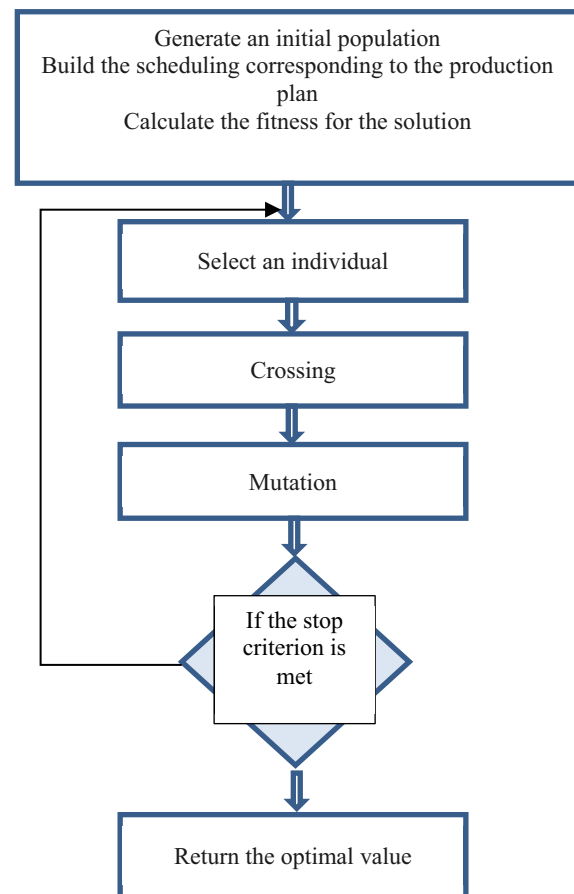 Generate an initial population
Build the scheduling corresponding to the production
plan
Calculate the fitness for the solution
Select an individual
Crossing
Mutation
If the stop
criterion is
met
Return the optimal value